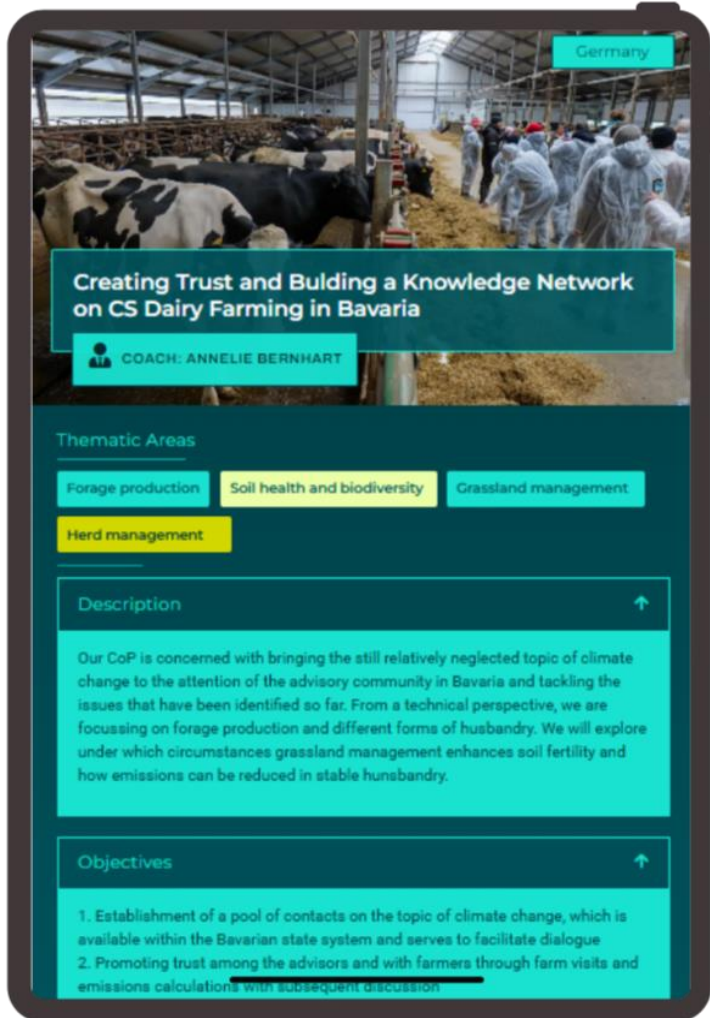 Germany
Creating Trust and Bulding a Knowledge Network
on CS Dairy Farming in Bavaria
COACH: ANNELIE BERNHART
Thematic Areas
Forage production
Soil health and biodiversity
Grassland management
Herd management
Description
Our CoP is concerned with bringing the still relatively neglected topic of climate
change to the attention of the advisory community in Bavaria and tackling the
issues that have been identified so far. From a technical perspective, we are
focussing on forage production and different forms of husbandry. We will explore
under which circumstances grassland management enhances soil fertility and
how emissions can be reduced in stable hunsbandry.
Objectives
1. Establishment of a pool of contacts on the topic of climate change, which is
available within the Bavarian state system and serves to facilitate dialogue
2. Promoting trust among the advisors and with farmers through farm visits and
emissions calculations with subsequent discussion